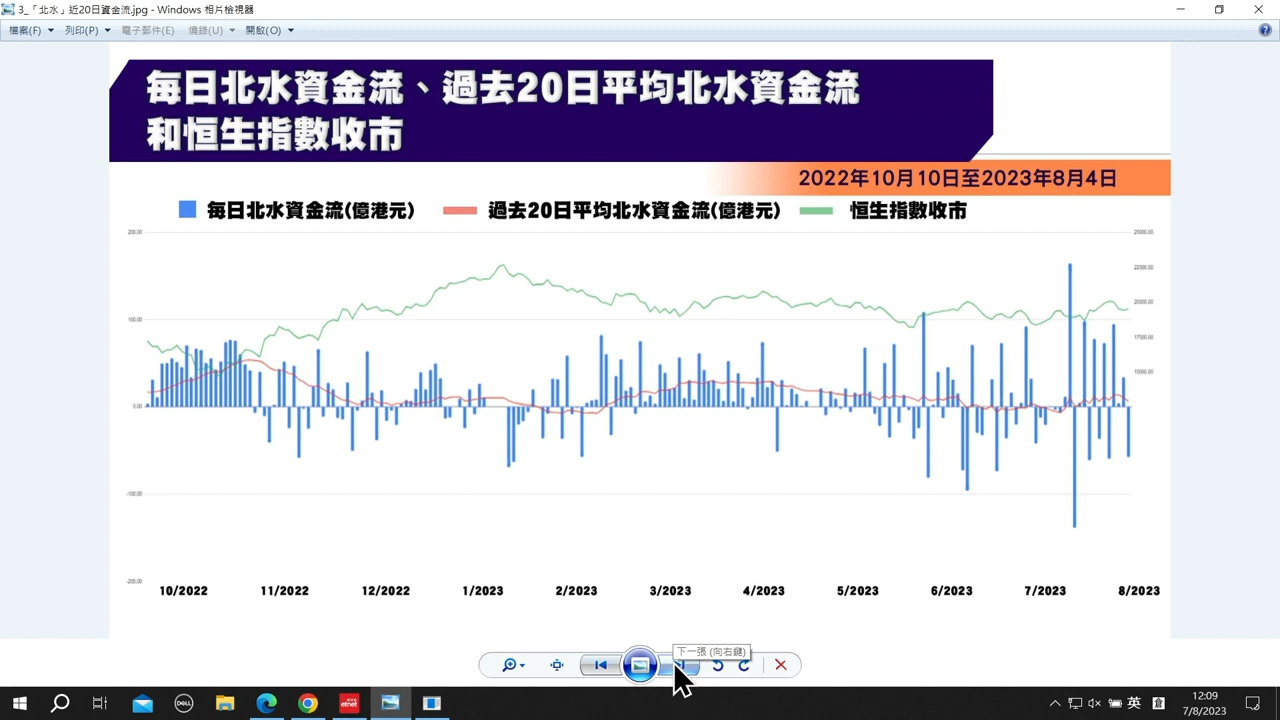 3_「北水」近20日資金流.jpg - Windows 相片檢視器
檔案(F) 列印(P) 電子郵件(E) 燒錄(U) 開啟(O)
每日北水資金流、過去20日平均北水資金流
和恒生指數收市
2022年10月10日至2023年8月4日
每日北水資金流(億港元) 過去20日平均北水資金流(億港元) 恒生指數收市
200.00 25000.00
22500.00
20000.00
100.00
17500.00
15000.00
0.00
-100.00
-200.00
10/2022 11/2022 12/2022 1/2023 2/2023 3/2023 4/2023 5/2023 6/2023 7/2023 8/2023
下一張 (向右鍵)
DELL
etnet
英
12:09
7/8/2023